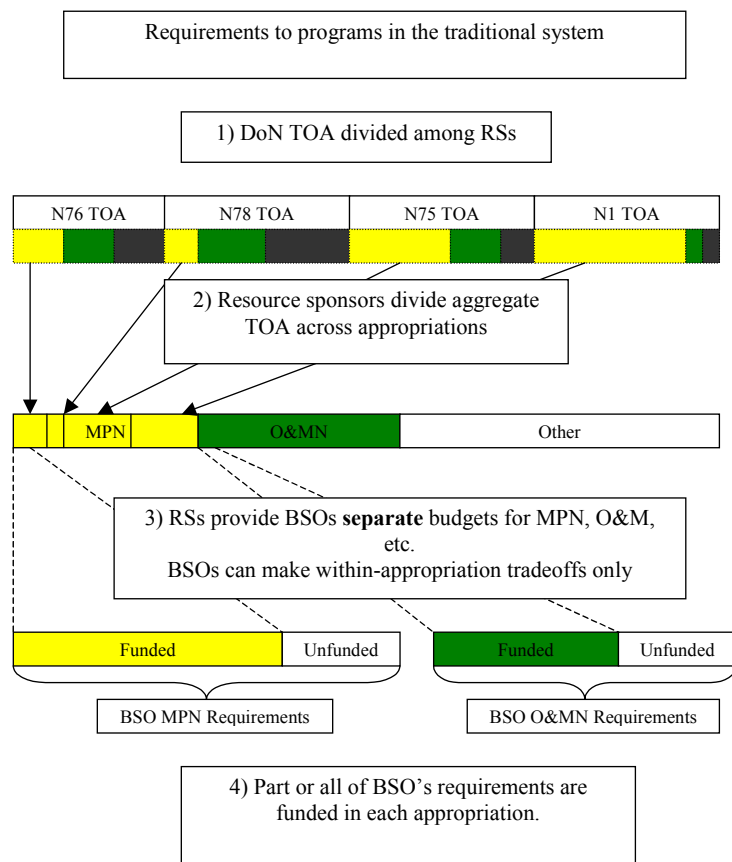 Requirements to programs in the traditional system
1) DoN TOA divided among RSs
N76 TOA
N78 TOA
N75 TOA
N1 TOA
2) Resource sponsors divide aggregate
TOA across appropriations
MPN
O&MN
Other
3) RSs provide BSOs separate budgets for MPN, O&M,
etc.
BSOs can make within-appropriation tradeoffs only
Funded
Unfunded
Funded
Unfunded
BSO MPN Requirements
BSO O&MN Requirements
4) Part or all of BSO’s requirements are
funded in each appropriation.